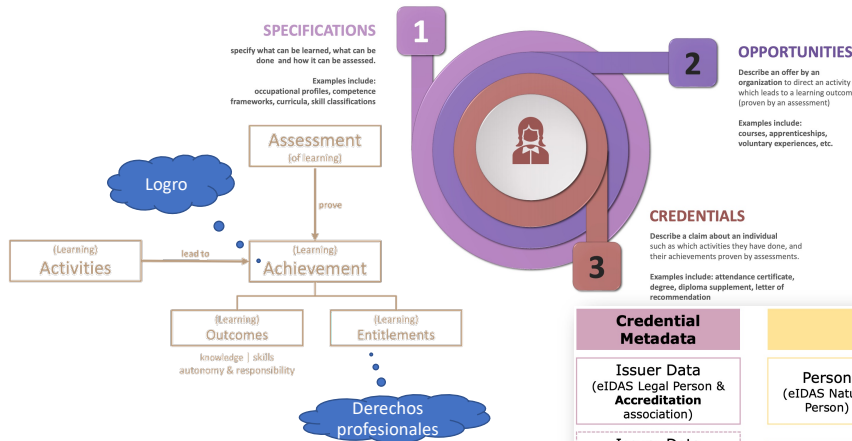 SPECIFICATIONS
specify what can be learned, what can be
done and how it can be assessed.
Examples include:
occupational profiles, competence
frameworks, curricula, skill classifications
1
2
OPPORTUNITIES
Describe an offer by an
organization to direct an activity
which leads to a learning outcom
(proven by an assessment)
Examples include:
courses, apprenticeships,
voluntary experiences, etc.
CREDENTIALS
Describe a claim about an individual
such as which activities they have done, and
their achievements proven by assessments.
Examples include: attendance certificate,
degree, diploma supplement, letter of
recommendation
3
Assessment
(of learning)
Logro
prove
(Learning)
Activities
lead to
(Learning)
Achievement
(Learning)
Outcomes
(Learning)
Entitlements
knowledge | skills
autonomy & responsibility
Derechos
profesionales
Credential
Metadata
Issuer Data
(eIDAS Legal Person &
Accreditation
association)
Person
(eIDAS Natu
Person)